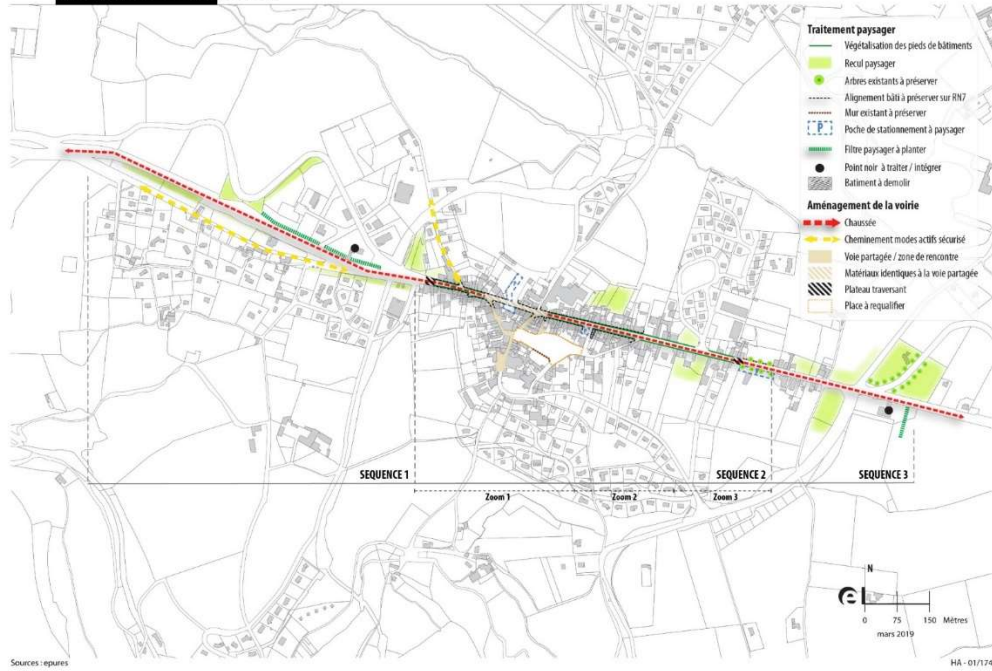 Traitement paysager
Végétalisation des pieds de bâtiments
Recul paysager
Arbres existants à préserver
Alignement bâti à préserver sur RN7
Mur existant à préserver
P Poche de stationnement à paysager
Filtre paysager à planter
Point noir à traiter / intégrer
Batiment à demolir
Aménagement de la voirie
Chaussée
Cheminement modes actifs sécurisé
Voie partagée / zone de rencontre
Matériaux identiques à la voie partagée
Plateau traversant
Place à requalifier
SEQUENCE 1 SEQUENCE 2 SEQUENCE 3
Zoom 1 Zoom 2 Zoom 3
N
0 75 150 Mètres
mars 2019
Sources : epures